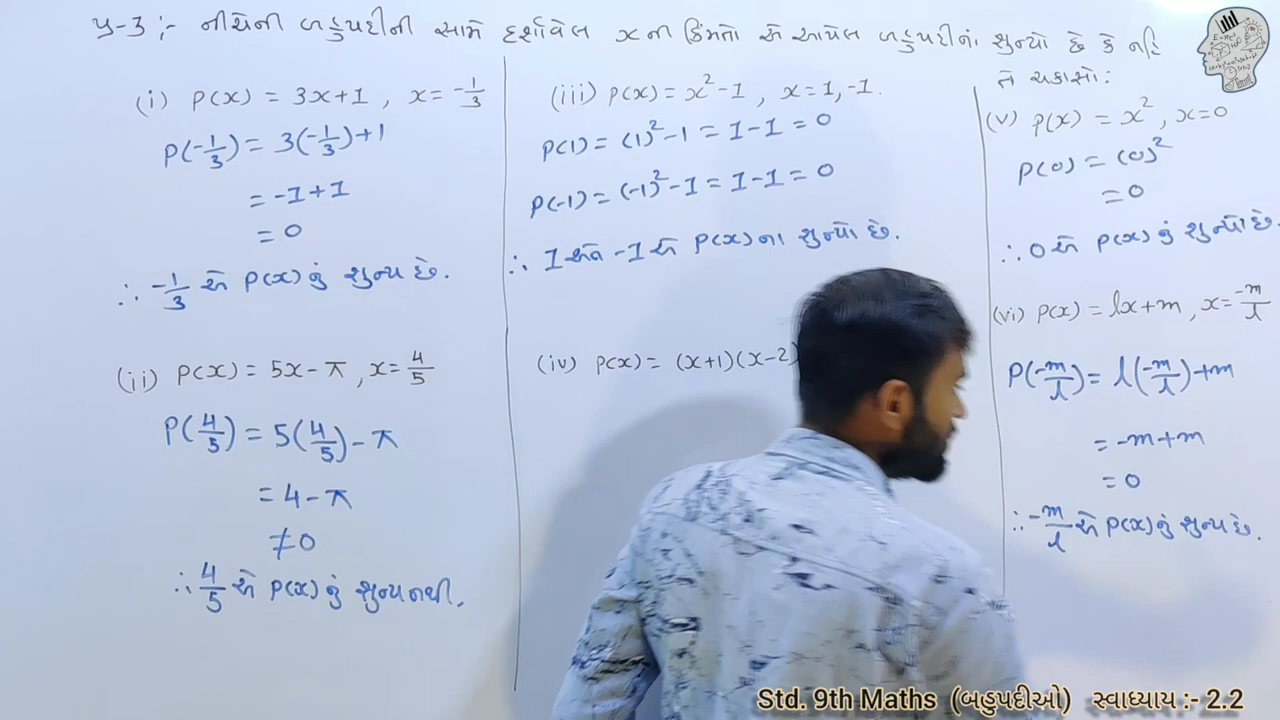 પ્ર-3 :- નીચેની બહુપદીની સામે દર્શાવેલ x ની કિંમતો એ આપેલ બહુપદીનાં શુન્યો છે કે નહિ
તે ચકાસો:
(i) P(x) = 3x+1 , x = -1/3
P(-1/3) = 3(-1/3)+1
= -1+1
= 0
∴ -1/3 એ P(x) નું શુન્ય છે.
(ii) P(x) = 5x-π , x = 4/5
P(4/5) = 5(4/5)-π
= 4-π
≠0
∴ 4/5 એ P(x) નું શુન્ય નથી.
(iii) P(x) = x²-1 , x = 1,-1.
P(1) = (1)²-1 = 1-1 = 0
P(-1) = (-1)²-1 = 1-1 = 0
∴ 1 અને -1 એ P(x) ના શુન્યો છે.
(iv) P(x) = (x+1)(x-2)
(v) P(x) = x² , x=0
P(0) = (0)²
= 0
∴ 0 એ P(x) નું શુન્યો છે.
(vi) P(x) = lx+m , x = -m/l
P(-m/l) = l(-m/l)+m
= -m+m
= 0
∴ -m/l એ P(x) નું શુન્ય છે.
Std. 9th Maths (બહુપદીઓ) સ્વાધ્યાય :- 2.2